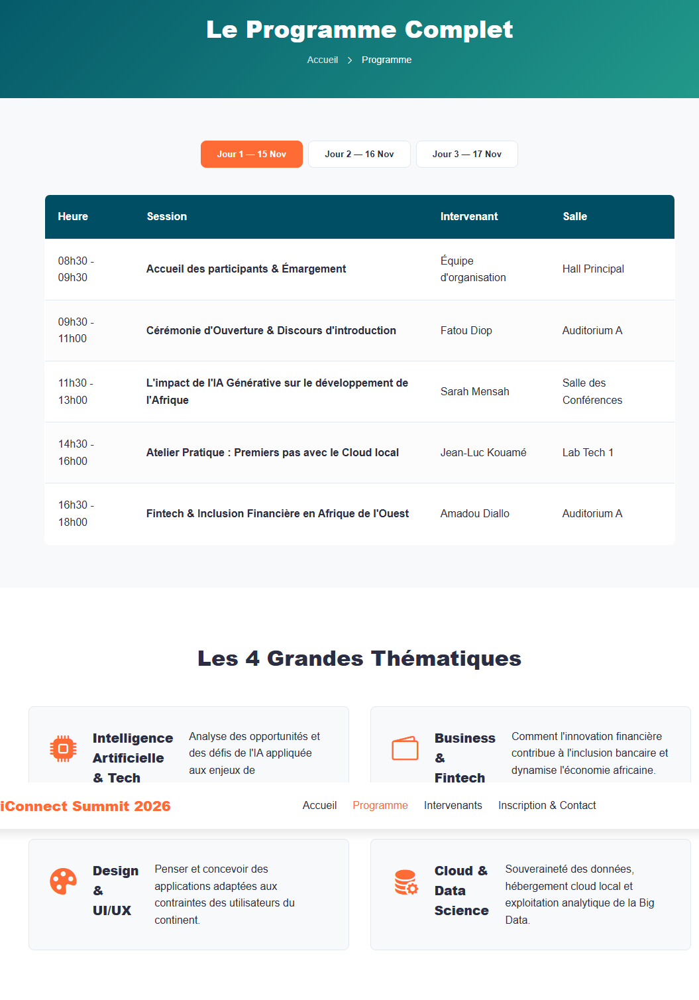 Le Programme Complet
Accueil > Programme
Jour 1 — 15 Nov
Jour 2 — 16 Nov
Jour 3 — 17 Nov
Heure Session Intervenant Salle
08h30 -
09h30
Accueil des participants & Émargement
Équipe
d'organisation
Hall Principal
09h30 -
11h00
Cérémonie d'Ouverture & Discours d'introduction
Fatou Diop
Auditorium A
11h30 -
13h00
L'impact de l'IA Générative sur le développement de
l'Afrique
Sarah Mensah
Salle des
Conférences
14h30 -
16h00
Atelier Pratique : Premiers pas avec le Cloud local
Jean-Luc Kouamé
Lab Tech 1
16h30 -
18h00
Fintech & Inclusion Financière en Afrique de l'Ouest
Amadou Diallo
Auditorium A
Les 4 Grandes Thématiques
Intelligence
Artificielle
& Tech
Analyse des opportunités et
des défis de l'IA appliquée
aux enjeux de
Business
&
Fintech
Comment l'innovation financière
contribue à l'inclusion bancaire et
dynamise l'économie africaine.
iConnect Summit 2026
Accueil
Programme
Intervenants
Inscription & Contact
Design
&
UI/UX
Penser et concevoir des
applications adaptées aux
contraintes des utilisateurs du
continent.
Cloud &
Data
Science
Souveraineté des données,
hébergement cloud local et
exploitation analytique de la Big
Data.